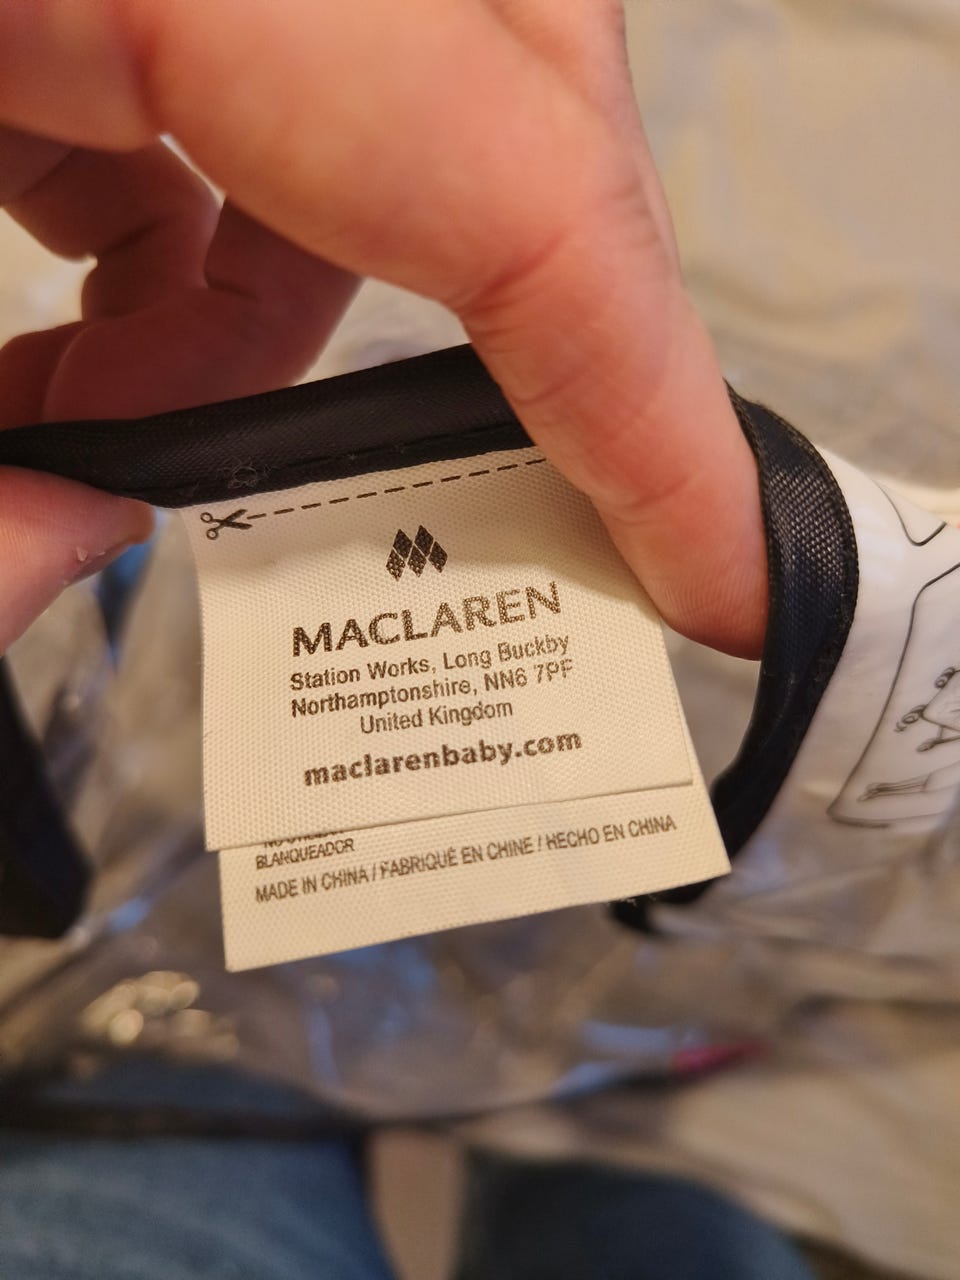 MACLAREN
Station Works, Long Buckby
Northamptonshire, NN6 7PF
United Kingdom
maclarenbaby.com
BLANQUEADOR
MADE IN CHINA / FABRIQUÉ EN CHINE / HECHO EN CHINA